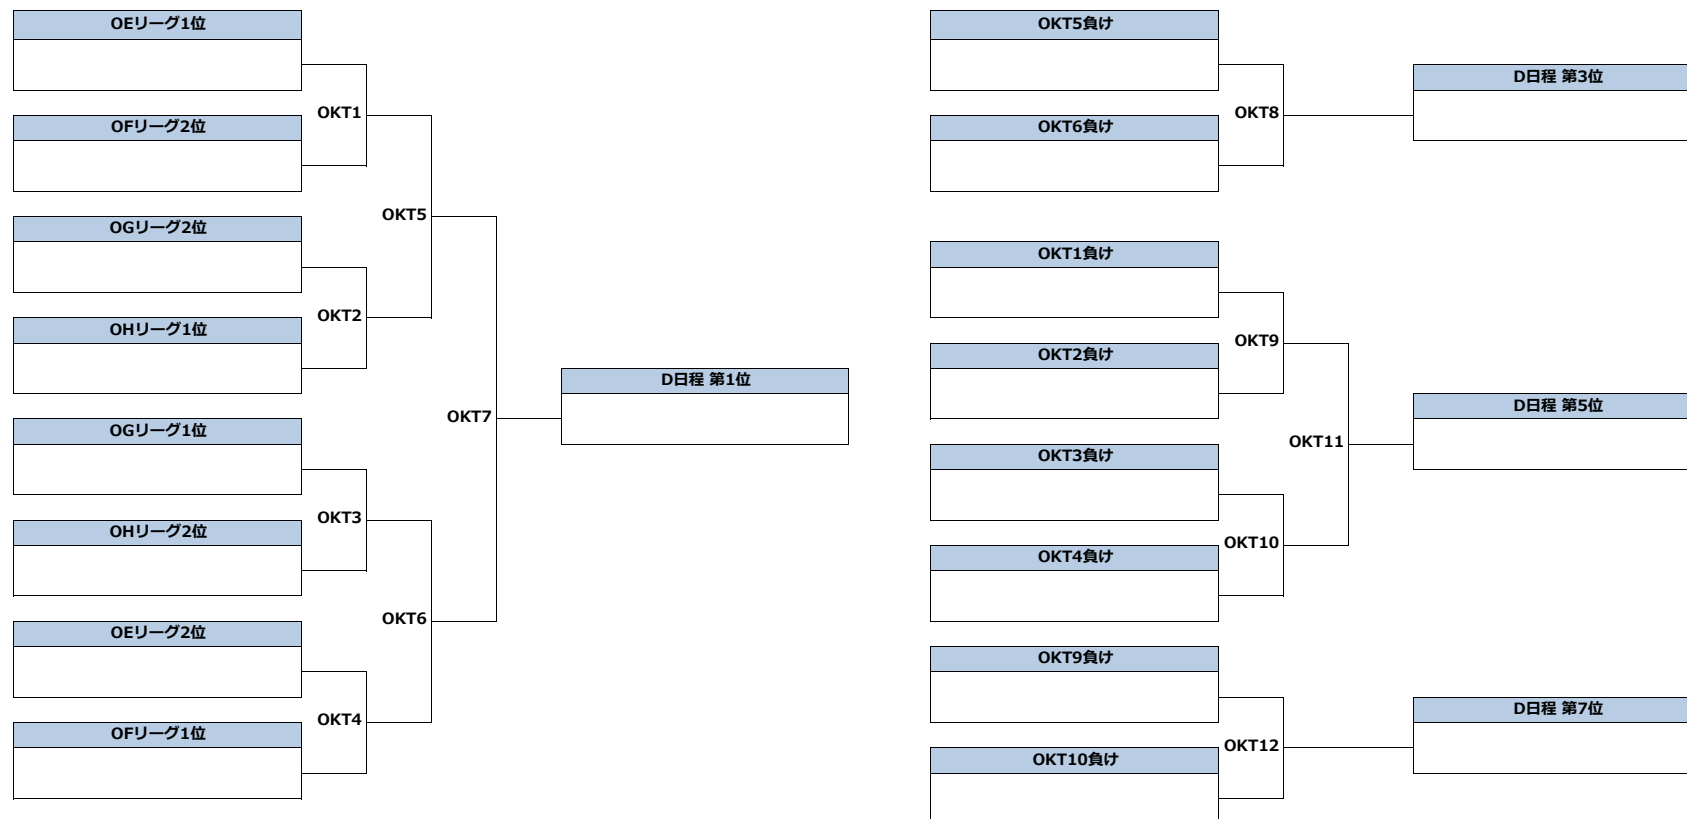 OEリーグ1位
OKT1
OFリーグ2位
OKT5
OGリーグ2位
OKT2
OHリーグ1位
OKT7
D日程 第1位
OGリーグ1位
OKT3
OHリーグ2位
OKT6
OEリーグ2位
OKT4
OFリーグ1位
OKT5負け
OKT8
D日程 第3位
OKT6負け
OKT1負け
OKT9
OKT2負け
OKT11
D日程 第5位
OKT3負け
OKT10
OKT4負け
OKT9負け
OKT12
D日程 第7位
OKT10負け